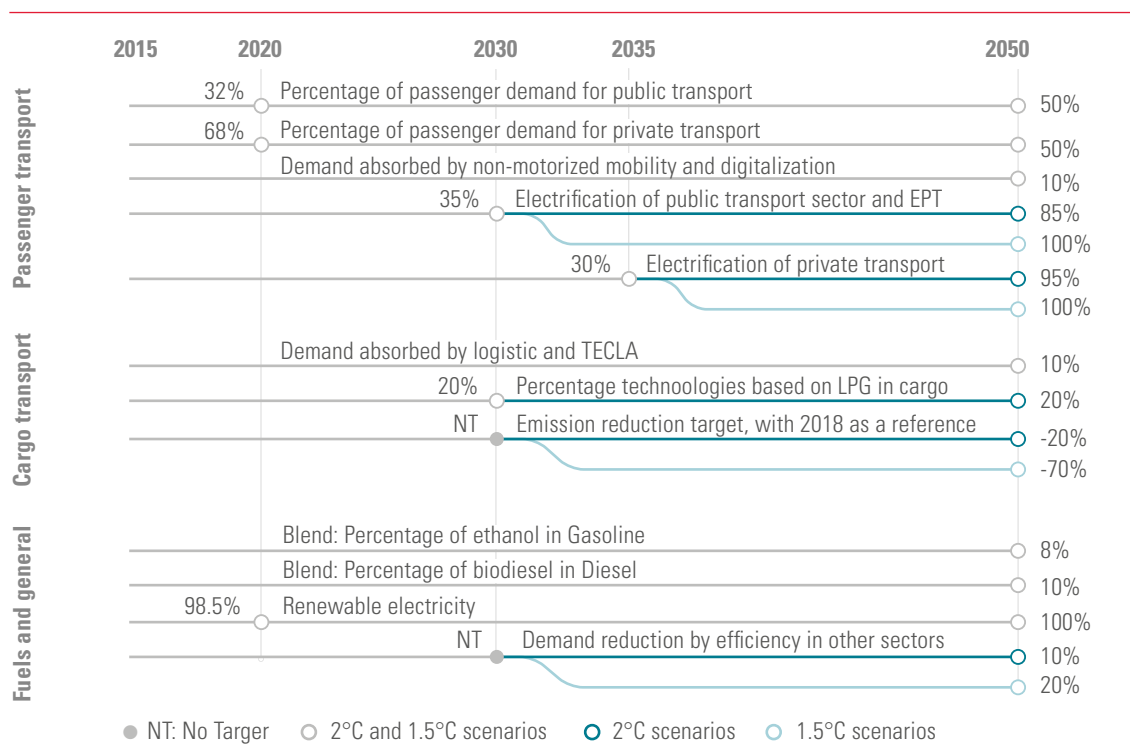 2015 2020 2030 2035 2050
Passenger transport
32% Percentage of passenger demand for public transport 50%
68% Percentage of passenger demand for private transport 50%
Demand absorbed by non-motorized mobility and digitalization 10%
35% Electrification of public transport sector and EPT 85%
100%
30% Electrification of private transport 95%
100%
Cargo transport
Demand absorbed by logistic and TECLA 10%
20% Percentage technoologies based on LPG in cargo 20%
NT Emission reduction target, with 2018 as a reference -20%
-70%
Fuels and general
Blend: Percentage of ethanol in Gasoline 8%
Blend: Percentage of biodiesel in Diesel 10%
98.5% Renewable electricity 100%
NT Demand reduction by efficiency in other sectors 10%
20%
NT: No Targer 2°C and 1.5°C scenarios 2°C scenarios 1.5°C scenarios